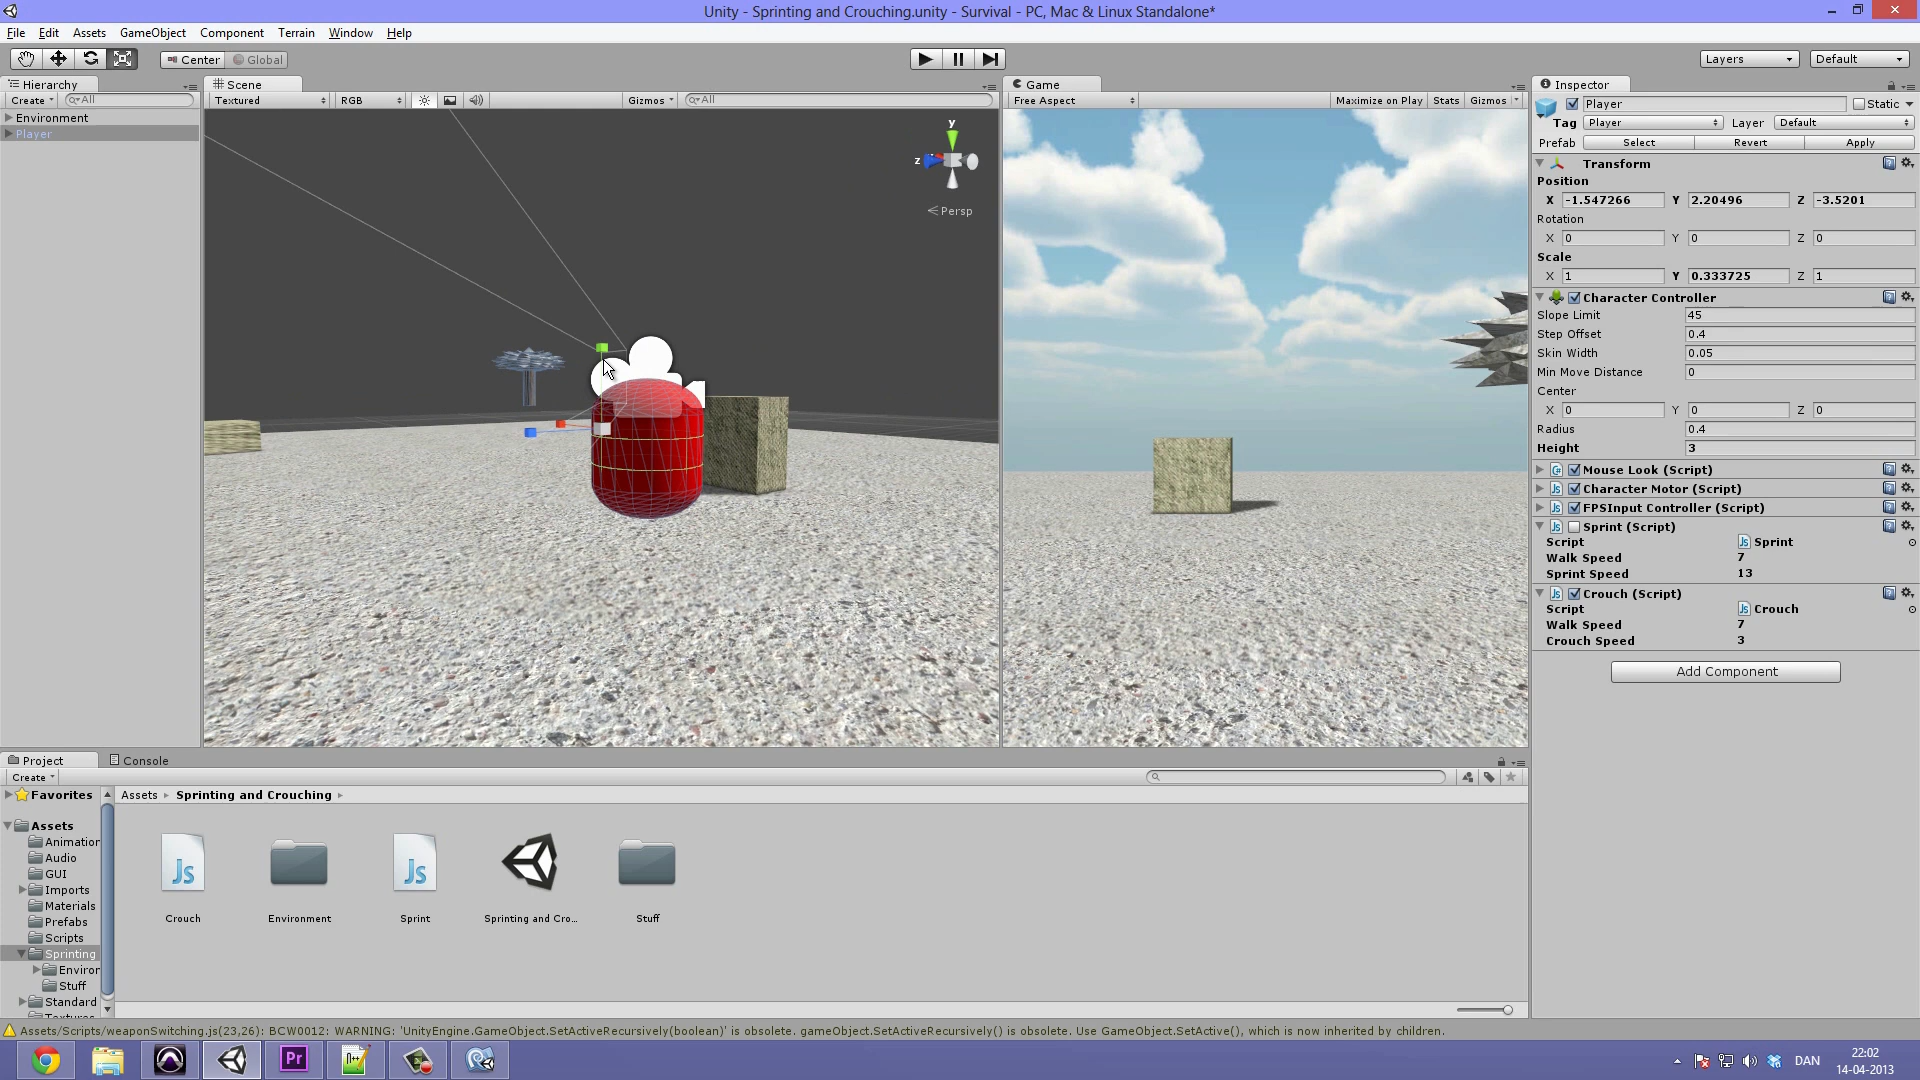 Unity - Sprinting and Crouching.unity - Survival - PC, Mac & Linux Standalone*
File Edit Assets GameObject Component Terrain Window Help
Center Global Layers Default
Hierarchy
Create All
Environment
Player
Scene
Textured RGB Gizmos All
y
z
Persp
Game
Free Aspect Maximize on Play Stats Gizmos
Inspector
Player Static
Tag Player Layer Default
Prefab Select Revert Apply
Transform
Position
X -1.547266 Y 2.20496 Z -3.5201
Rotation
X 0 Y 0 Z 0
Scale
X 1 Y 0.333725 Z 1
Character Controller
Slope Limit 45
Step Offset 0.4
Skin Width 0.05
Min Move Distance 0
Center
X 0 Y 0 Z 0
Radius 0.4
Height 3
Mouse Look (Script)
Character Motor (Script)
FPSInput Controller (Script)
Sprint (Script)
Script Js Sprint
Walk Speed 7
Sprint Speed 13
Crouch (Script)
Script Js Crouch
Walk Speed 7
Crouch Speed 3
Add Component
Project Console
Create
Favorites
Assets
Animation
Audio
GUI
Imports
Materials
Prefabs
Scripts
Sprinting
Environ
Stuff
Standard
Textures
Assets Sprinting and Crouching
Js Js
Crouch Environment Sprint Sprinting and Cro... Stuff
Assets/Scripts/weaponSwitching.js(23,26): BCW0012: WARNING: 'UnityEngine.GameObject.SetActiveRecursively(boolean)' is obsolete. gameObject.SetActiveRecursively() is obsolete. Use GameObject.SetActive(), which is now inherited by children.
Pr DAN 22:02
14-04-2013